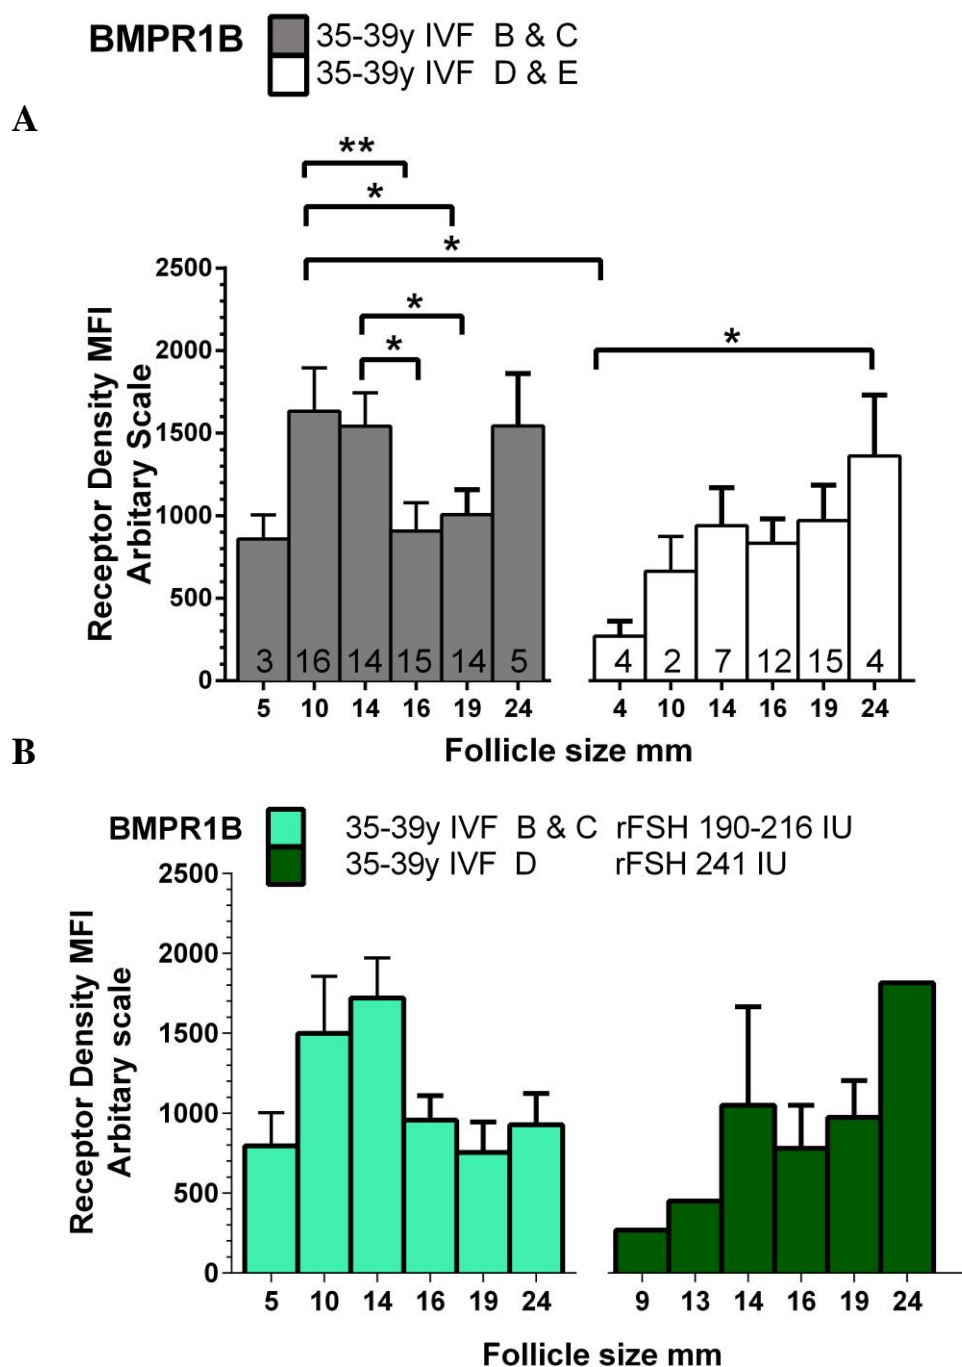 BMPR1B
35-39y IVF B & C
35-39y IVF D & E
A
**
*
*
*
*
*
Receptor Density MFI
Arbitary Scale
2500
2000
1500
1000
500
0
3 16 14 15 14 5 4 2 7 12 15 4
5 10 14 16 19 24 4 10 14 16 19 24
Follicle size mm
B
BMPR1B
35-39y IVF B & C rFSH 190-216 IU
35-39y IVF D rFSH 241 IU
Receptor Density MFI
Arbitary scale
2500
2000
1500
1000
500
0
5 10 14 16 19 24 9 13 14 16 19 24
Follicle size mm